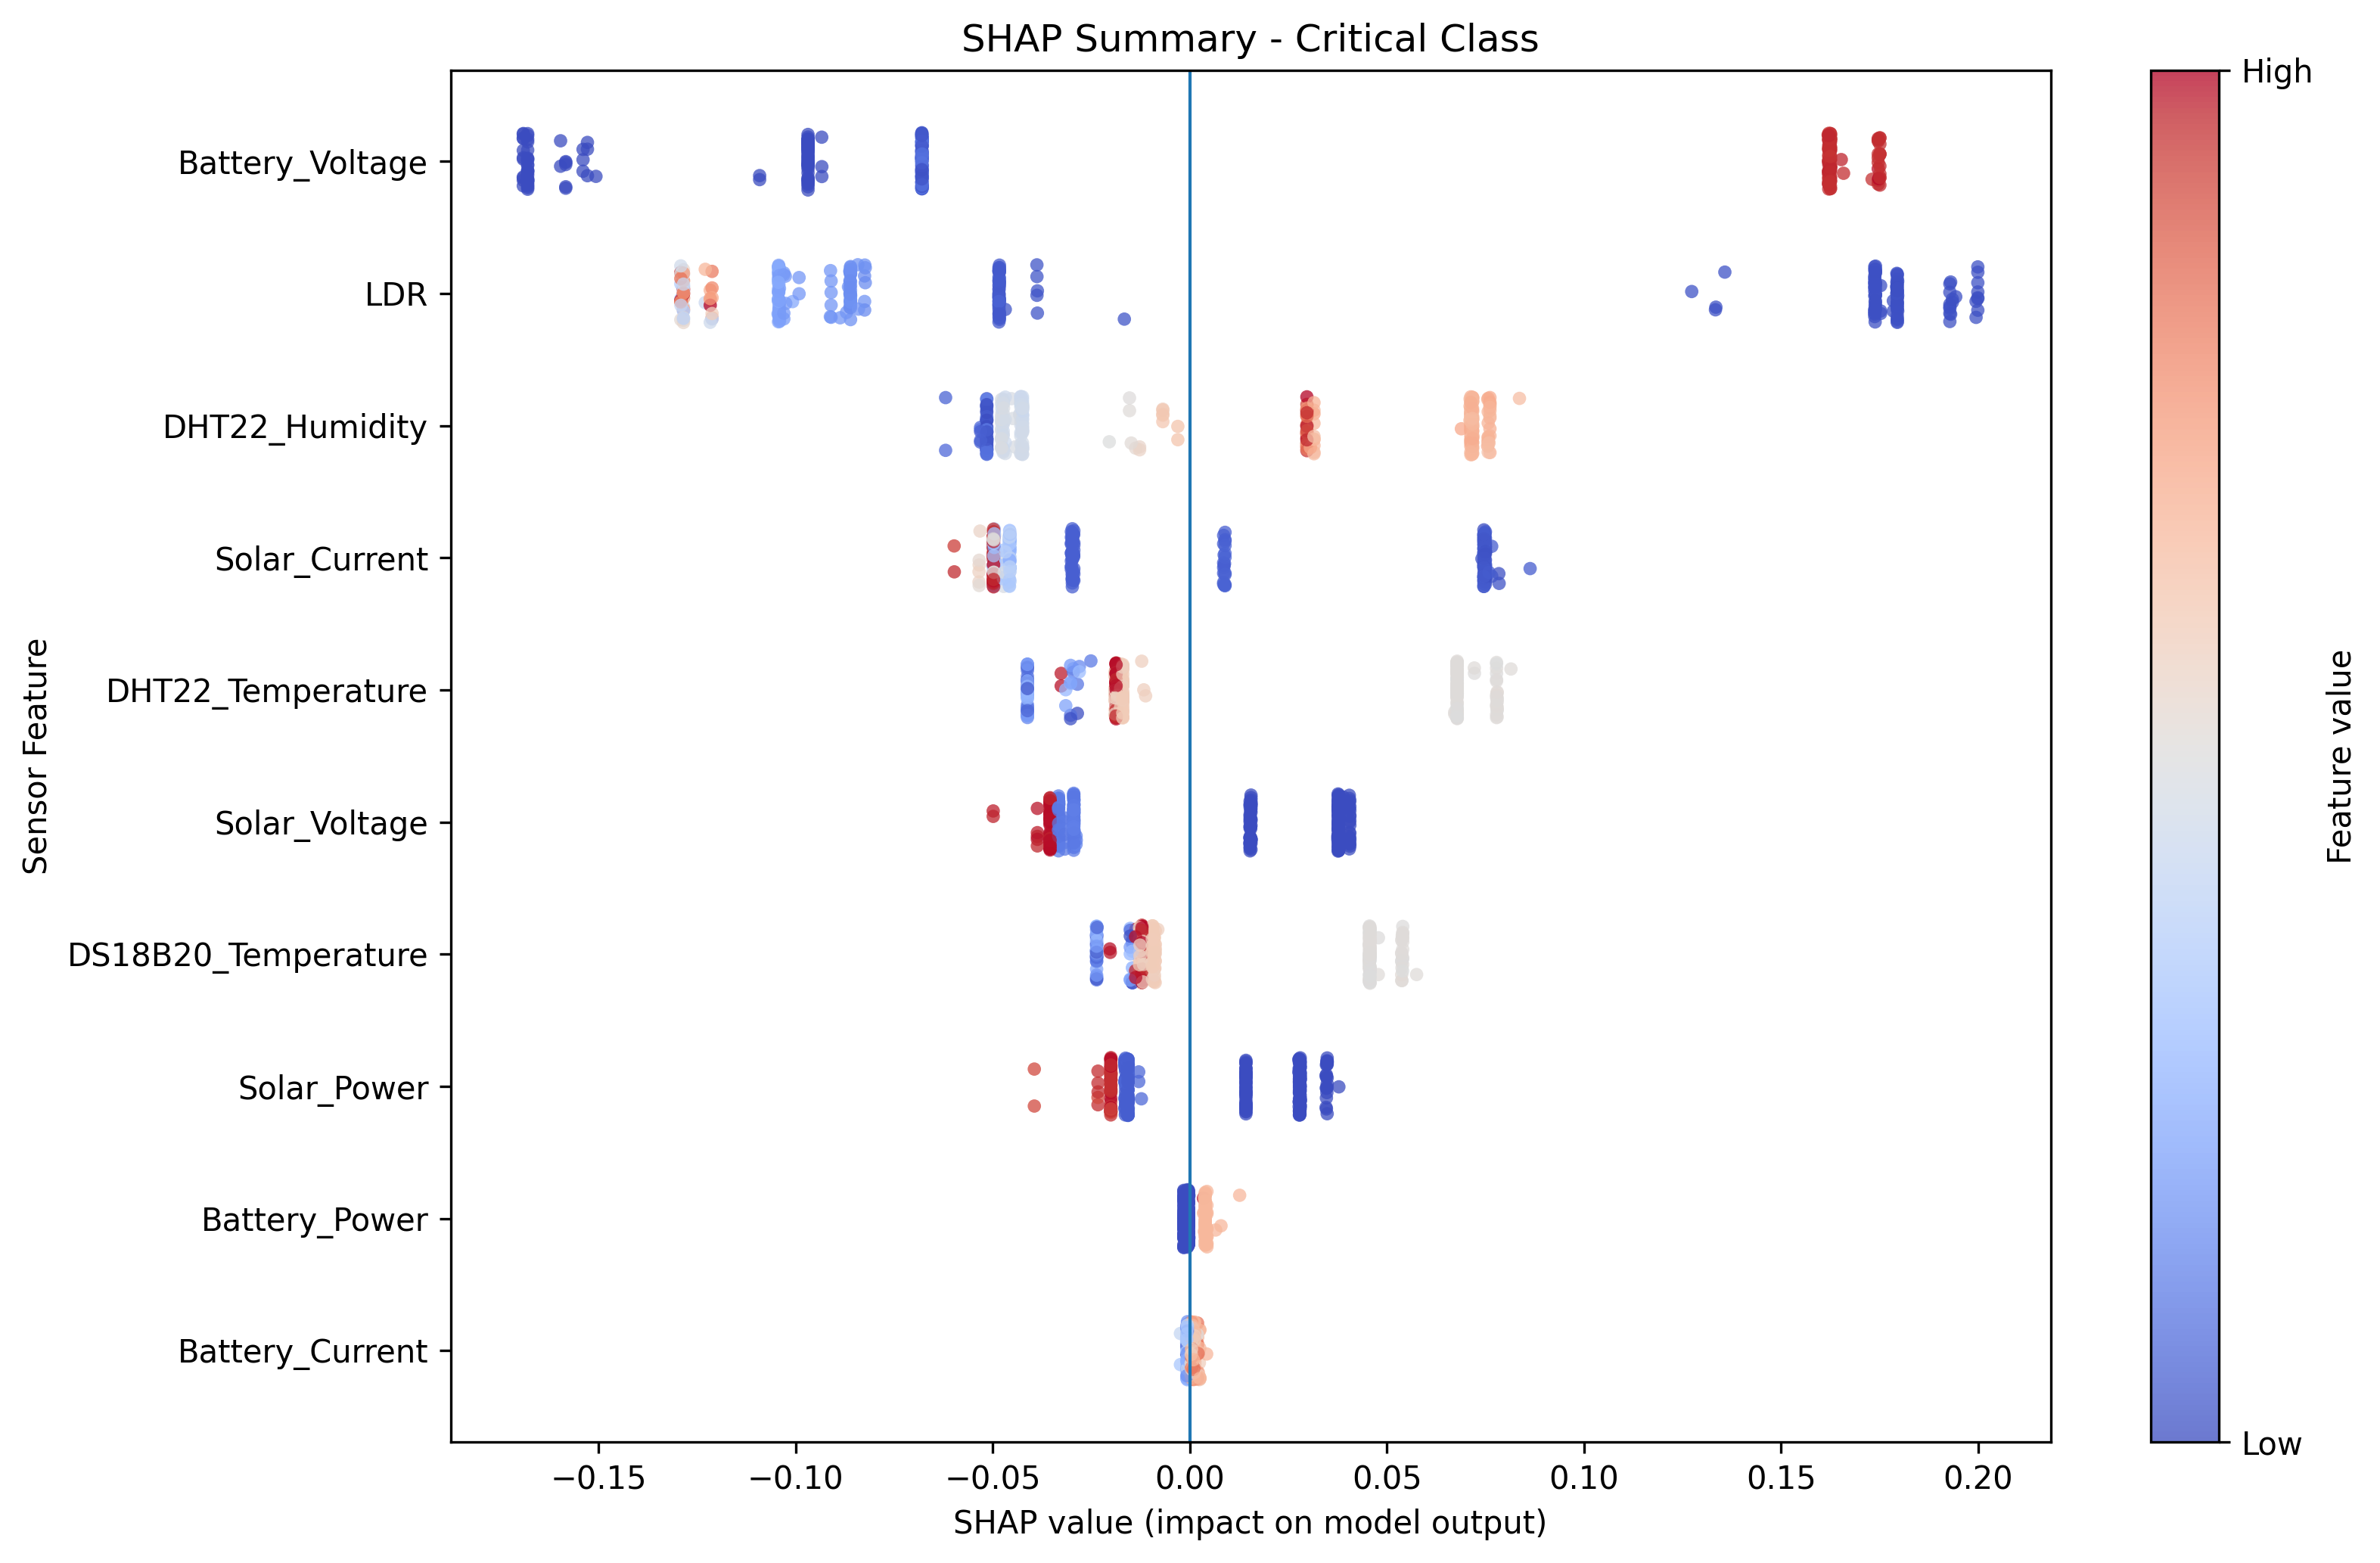 SHAP Summary - Critical Class
High
Battery_Voltage
LDR
DHT22_Humidity
Solar_Current
DHT22_Temperature
Solar_Voltage
DS18B20_Temperature
Solar_Power
Battery_Power
Battery_Current
Sensor Feature
Feature value
Low
−0.15 −0.10 −0.05 0.00 0.05 0.10 0.15 0.20
SHAP value (impact on model output)